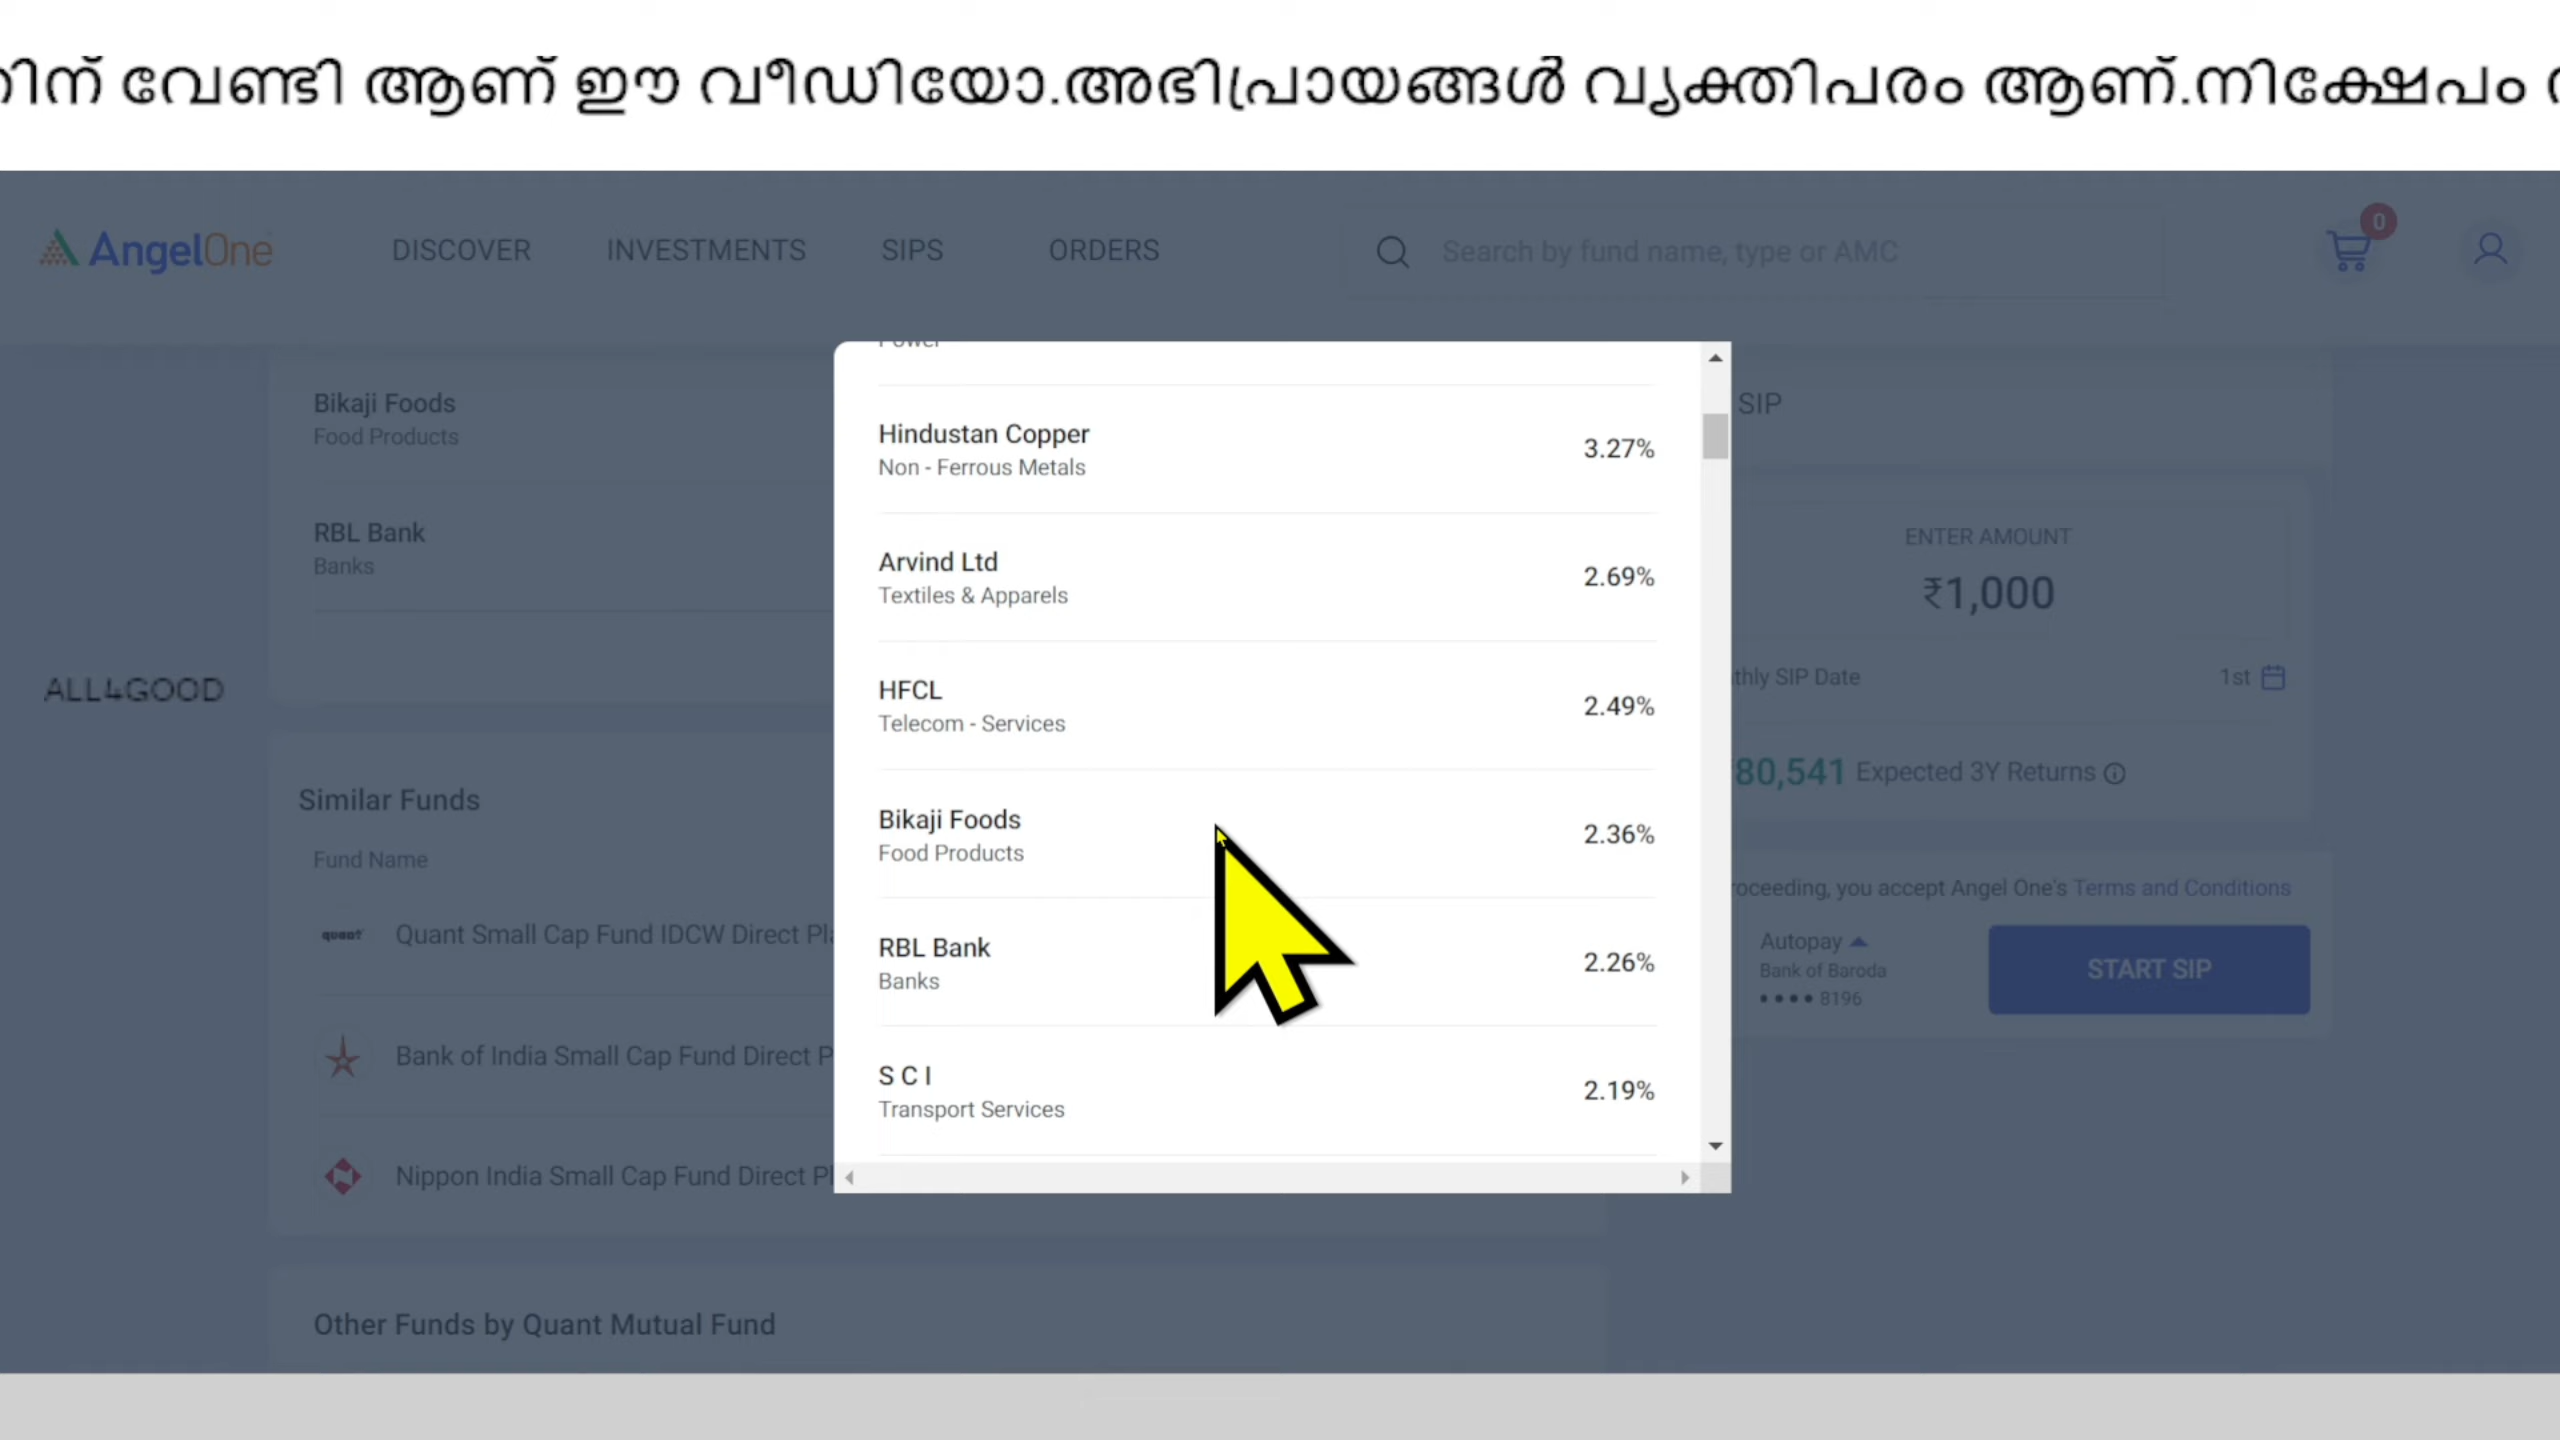 വേണ്ടി ആണ് ഈ വീഡിയോ.അഭിപ്രായങ്ങൾ വ്യക്തിപരം ആണ്.നിക്ഷേപം
AngelOne
DISCOVER
INVESTMENTS
SIPS
ORDERS
Search by fund name, type or AMC
0
Bikaji Foods
Food Products
RBL Bank
Banks
ALL4GOOD
Similar Funds
Fund Name
quant
Quant Small Cap Fund IDCW Direct
Bank of India Small Cap Fund Direct
Nippon India Small Cap Fund Direct
Other Funds by Quant Mutual Fund
Power
Hindustan Copper
Non - Ferrous Metals
3.27%
Arvind Ltd
Textiles & Apparels
2.69%
HFCL
Telecom - Services
2.49%
Bikaji Foods
Food Products
2.36%
RBL Bank
Banks
2.26%
S C I
Transport Services
2.19%
SIP
ENTER AMOUNT
₹1,000
SIP Date
1st
80,541 Expected 3Y Returns
you accept Angel One's Terms and Conditions
Autopay
Bank of Baroda
•••• 8196
START SIP